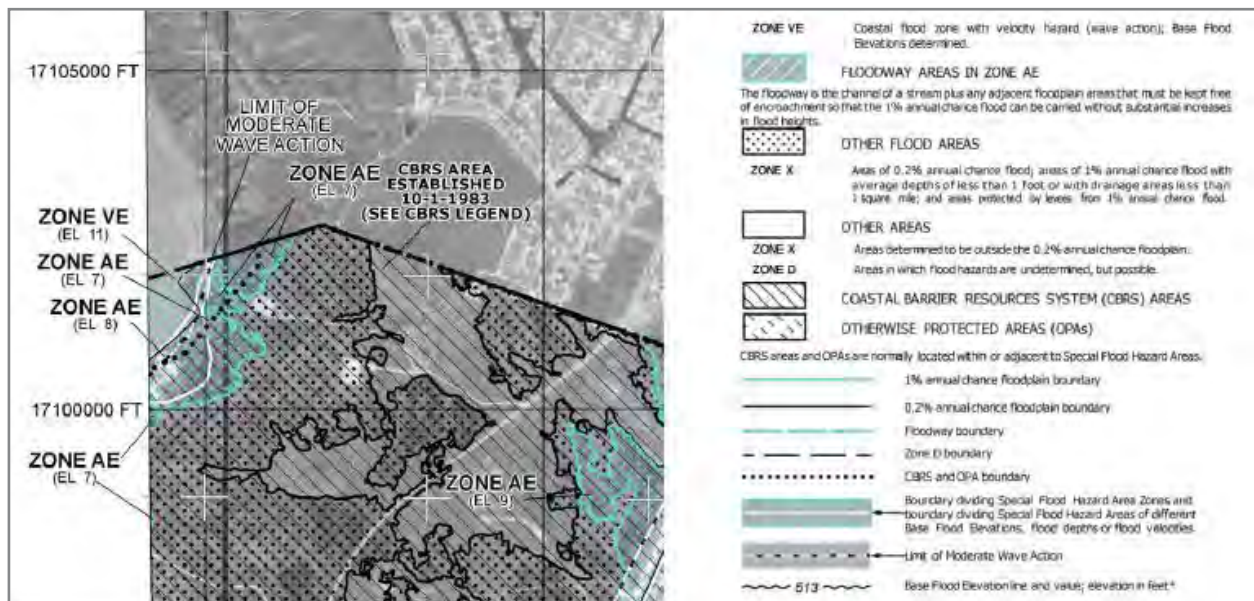 17105000 FT
LIMIT OF
MODERATE
WAVE ACTION
ZONE AE
(EL 7)
CBRS AREA
ESTABLISHED
10-1-1983
(SEE CBRS LEGEND)
ZONE VE
(EL 11)
ZONE AE
(EL 7)
ZONE AE
(EL 8)
17100000 FT
ZONE AE
(EL 7)
ZONE AE
(EL 9)
ZONE VE Coastal flood zone with velocity hazard (wave action); Base Flood
Elevations determined.
FLOODWAY AREAS IN ZONE AE
The floodway is the channel of a stream plus any adjacent floodplain areas that must be kept free
of encroachment so that the 1% annual chance flood can be carried without substantial increases
in flood heights.
OTHER FLOOD AREAS
ZONE X Areas of 0.2% annual chance flood; areas of 1% annual chance flood with
average depths of less than 1 foot or with drainage areas less than
1 square mile; and areas protected by levees from 1% annual chance flood.
OTHER AREAS
ZONE X Areas determined to be outside the 0.2% annual chance floodplain.
ZONE D Areas in which flood hazards are undetermined, but possible.
COASTAL BARRIER RESOURCES SYSTEM (CBRS) AREAS
OTHERWISE PROTECTED AREAS (OPAs)
CBRS areas and OPAs are normally located within or adjacent to Special Flood Hazard Areas.
1% annual chance floodplain boundary
0.2% annual chance floodplain boundary
Floodway boundary
Zone D boundary
CBRS and OPA boundary
Boundary dividing Special Flood Hazard Area Zones and
boundary dividing Special Flood Hazard Areas of different
Base Flood Elevations, flood depths or flood velocities.
Limit of Moderate Wave Action
513 Base Flood Elevation line and value; elevation in feet*